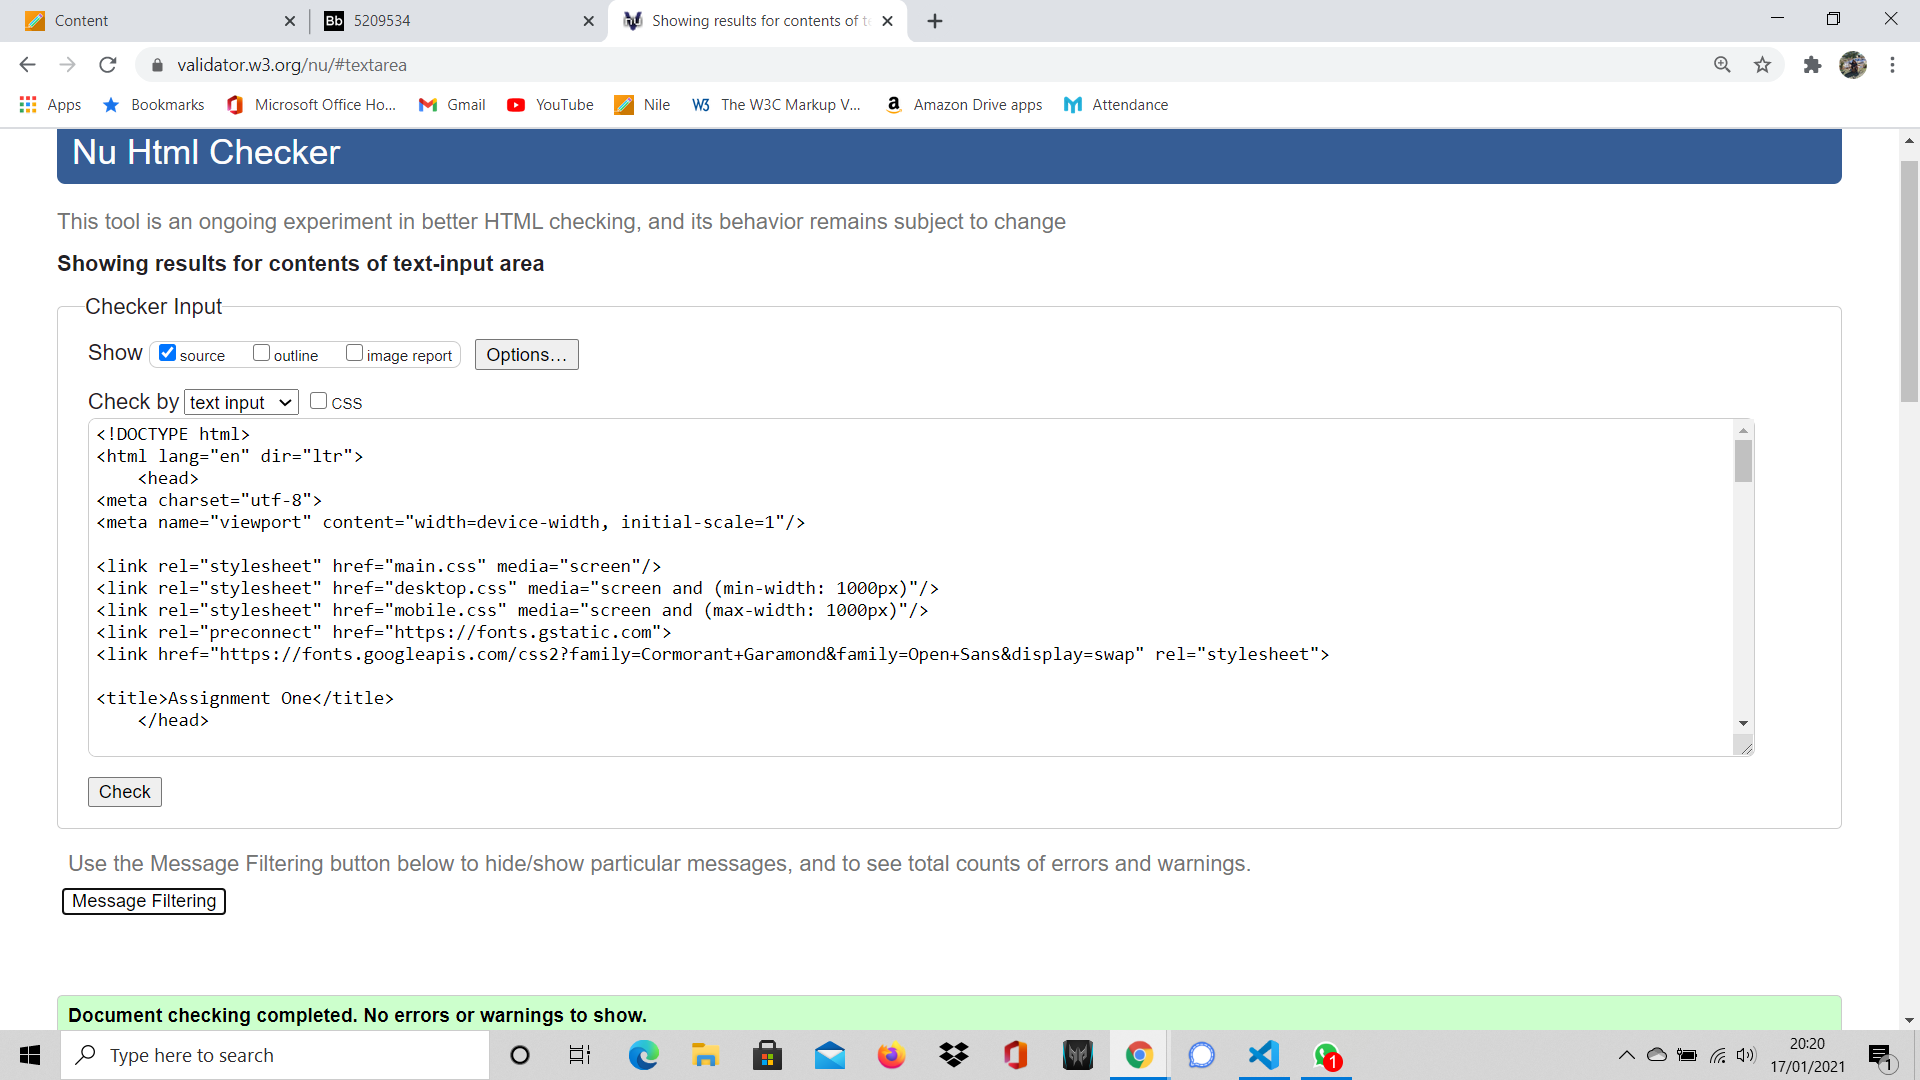 Content
5209534
Showing results for contents of te
validator.w3.org/nu/#textarea
Apps
Bookmarks
Microsoft Office Ho...
Gmail
YouTube
Nile
The W3C Markup V...
Amazon Drive apps
Attendance
Nu Html Checker
This tool is an ongoing experiment in better HTML checking, and its behavior remains subject to change
Showing results for contents of text-input area
Checker Input
Show source outline image report Options...
Check by text input CSS
<!DOCTYPE html>
<html lang="en" dir="ltr">
    <head>
<meta charset="utf-8">
<meta name="viewport" content="width=device-width, initial-scale=1"/>
<link rel="stylesheet" href="main.css" media="screen"/>
<link rel="stylesheet" href="desktop.css" media="screen and (min-width: 1000px)"/>
<link rel="stylesheet" href="mobile.css" media="screen and (max-width: 1000px)"/>
<link rel="preconnect" href="https://fonts.gstatic.com">
<link href="https://fonts.googleapis.com/css2?family=Cormorant+Garamond&family=Open+Sans&display=swap" rel="stylesheet">
<title>Assignment One</title>
    </head>
Check
Use the Message Filtering button below to hide/show particular messages, and to see total counts of errors and warnings.
Message Filtering
Document checking completed. No errors or warnings to show.
Type here to search
1
20:20
17/01/2021
1